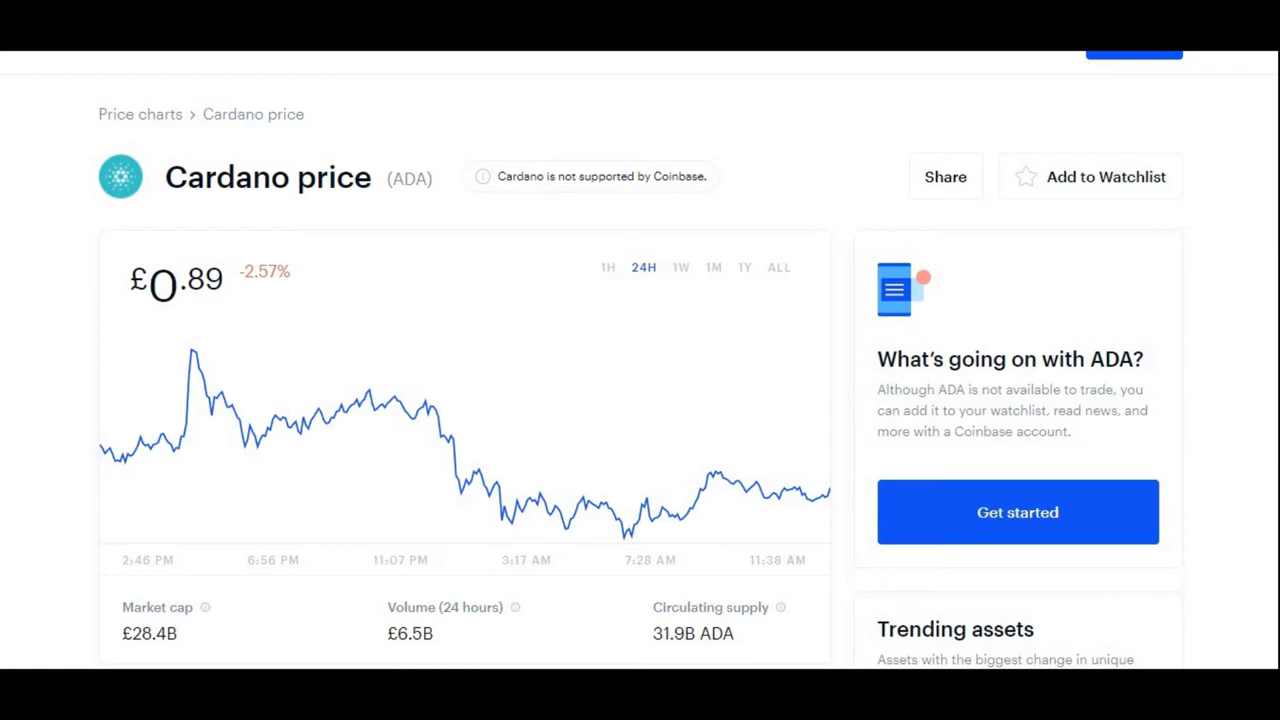 Price charts > Cardano price
Cardano price (ADA)
Cardano is not supported by Coinbase.
Share
Add to Watchlist
£0.89 -2.57%
1H 24H 1W 1M 1Y ALL
2:46 PM 6:56 PM 11:07 PM 3:17 AM 7:28 AM 11:38 AM
Market cap Volume (24 hours) Circulating supply
£28.4B £6.5B 31.9B ADA
What's going on with ADA?
Although ADA is not available to trade, you
can add it to your watchlist, read news, and
more with a Coinbase account.
Get started
Trending assets
Assets with the biggest change in unique